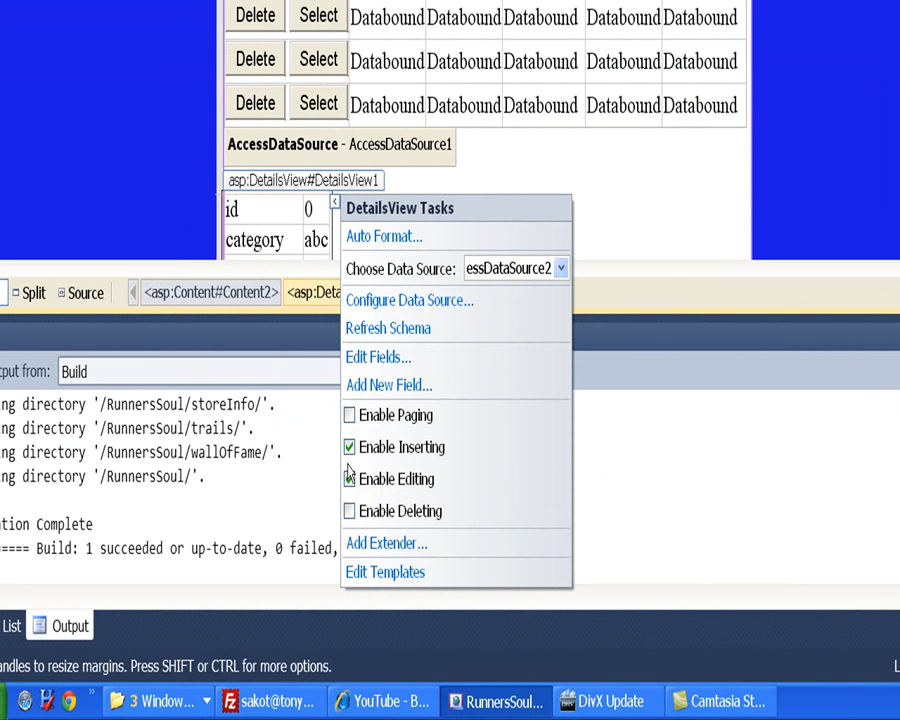 Delete Select Databound Databound Databound Databound Databound
Delete Select Databound Databound Databound Databound Databound
Delete Select Databound Databound Databound Databound Databound
AccessDataSource - AccessDataSource1
asp:DetailsView#DetailsView1
id 0
category abc
DetailsView Tasks
Auto Format...
Choose Data Source: essDataSource2
Configure Data Source...
Refresh Schema
Edit Fields...
Add New Field...
Enable Paging
Enable Inserting
Enable Editing
Enable Deleting
Add Extender...
Edit Templates
Split Source <asp:Content#Content2> <asp:Deta
tput from: Build
ng directory '/RunnersSoul/storeInfo/'.
ng directory '/RunnersSoul/trails/'.
ng directory '/RunnersSoul/wallOfFame/'.
ng directory '/RunnersSoul/'.
ation Complete
===== Build: 1 succeeded or up-to-date, 0 failed,
List Output
andles to resize margins. Press SHIFT or CTRL for more options. L
3 Window... sakot@tony... YouTube - B... RunnersSoul... DivX Update Camtasia St...